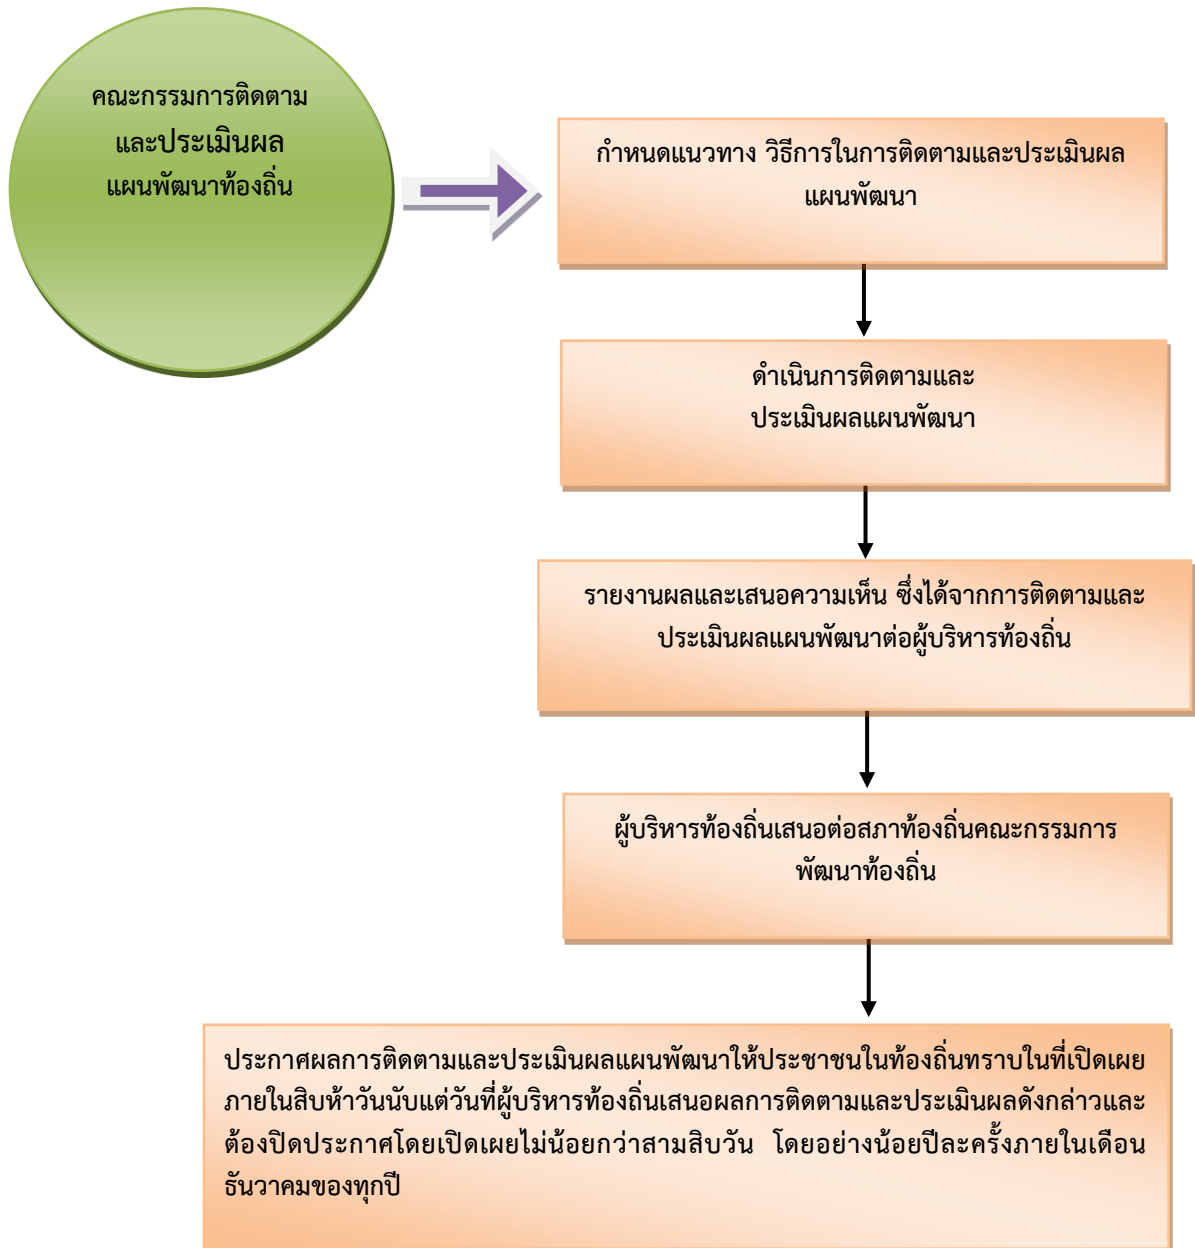 คณะกรรมการติดตาม
และประเมินผล
แผนพัฒนาท้องถิ่น
กำหนดแนวทาง วิธีการในการติดตามและประเมินผล
แผนพัฒนา
ดำเนินการติดตามและ
ประเมินผลแผนพัฒนา
รายงานผลและเสนอความเห็น ซึ่งได้จากการติดตามและ
ประเมินผลแผนพัฒนาต่อผู้บริหารท้องถิ่น
ผู้บริหารท้องถิ่นเสนอต่อสภาท้องถิ่นคณะกรรมการ
พัฒนาท้องถิ่น
ประกาศผลการติดตามและประเมินผลแผนพัฒนาให้ประชาชนในท้องถิ่นทราบในที่เปิดเผย
ภายในสิบห้าวันนับแต่วันที่ผู้บริหารท้องถิ่นเสนอผลการติดตามและประเมินผลดังกล่าวและ
ต้องปิดประกาศโดยเปิดเผยไม่น้อยกว่าสามสิบวัน โดยอย่างน้อยปีละครั้งภายในเดือน
ธันวาคมของทุกปี